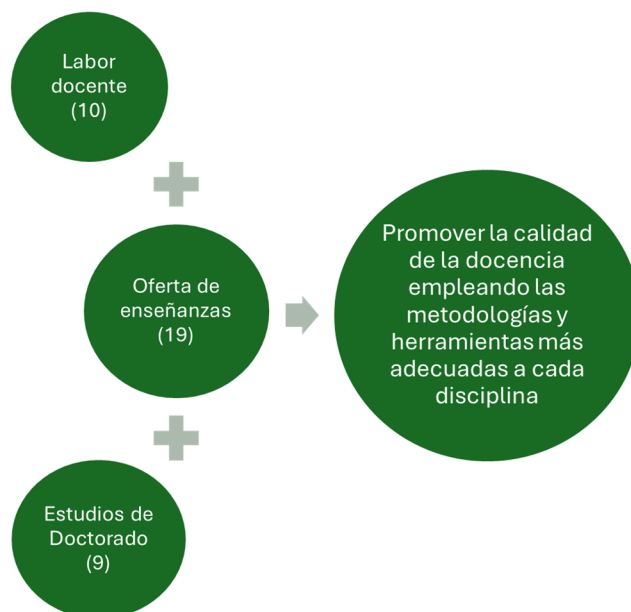 Labor
docente
(10)
Oferta de
enseñanzas
(19)
Estudios de
Doctorado
(9)
Promover la calidad
de la docencia
empleando las
metodologías y
herramientas más
adecuadas a cada
disciplina